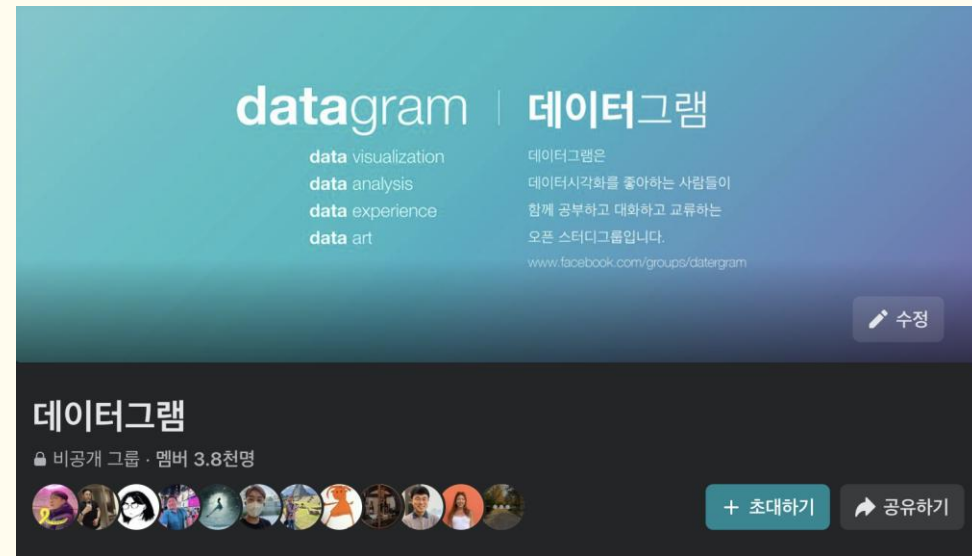 datagram
data visualization
data analysis
data experience
data art
데이터그램
데이터그램은
데이터시각화를 좋아하는 사람들이
함께 공부하고 대화하고 교류하는
오픈 스터디그룹입니다.
www.facebook.com/groups/datergram
수정
데이터그램
비공개 그룹 · 멤버 3.8천명
+ 초대하기
공유하기